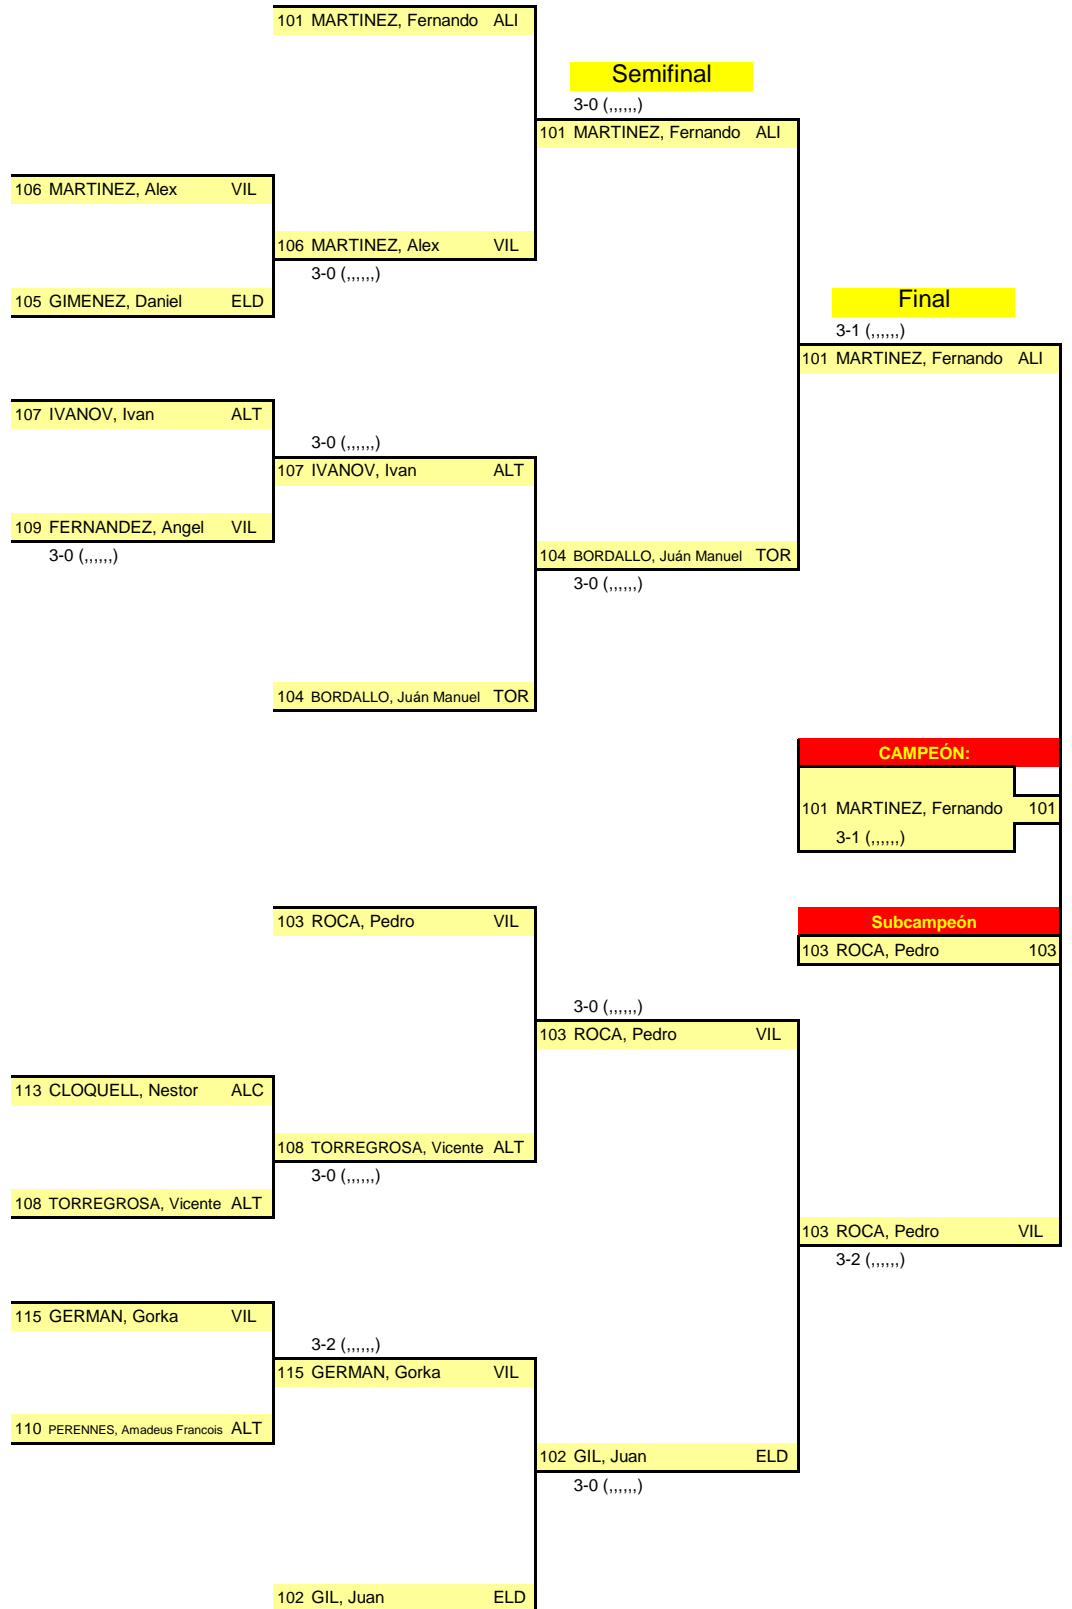 101 MARTINEZ, Fernando ALI
Semifinal
3-0 (,,,,,,)
101 MARTINEZ, Fernando ALI
106 MARTINEZ, Alex VIL
106 MARTINEZ, Alex VIL
3-0 (,,,,,,)
105 GIMENEZ, Daniel ELD
Final
3-1 (,,,,,,)
101 MARTINEZ, Fernando ALI
107 IVANOV, Ivan ALT
3-0 (,,,,,,)
107 IVANOV, Ivan ALT
109 FERNANDEZ, Angel VIL
3-0 (,,,,,,)
104 BORDALLO, Juán Manuel TOR
3-0 (,,,,,,)
104 BORDALLO, Juán Manuel TOR
CAMPEÓN:
101 MARTINEZ, Fernando 101
3-1 (,,,,,,)
103 ROCA, Pedro VIL
Subcampeón
103 ROCA, Pedro 103
3-0 (,,,,,,)
103 ROCA, Pedro VIL
113 CLOQUELL, Nestor ALC
108 TORREGROSA, Vicente ALT
3-0 (,,,,,,)
108 TORREGROSA, Vicente ALT
103 ROCA, Pedro VIL
3-2 (,,,,,,)
115 GERMAN, Gorka VIL
3-2 (,,,,,,)
115 GERMAN, Gorka VIL
110 PERENNES, Amadeus Francois ALT
102 GIL, Juan ELD
3-0 (,,,,,,)
102 GIL, Juan ELD